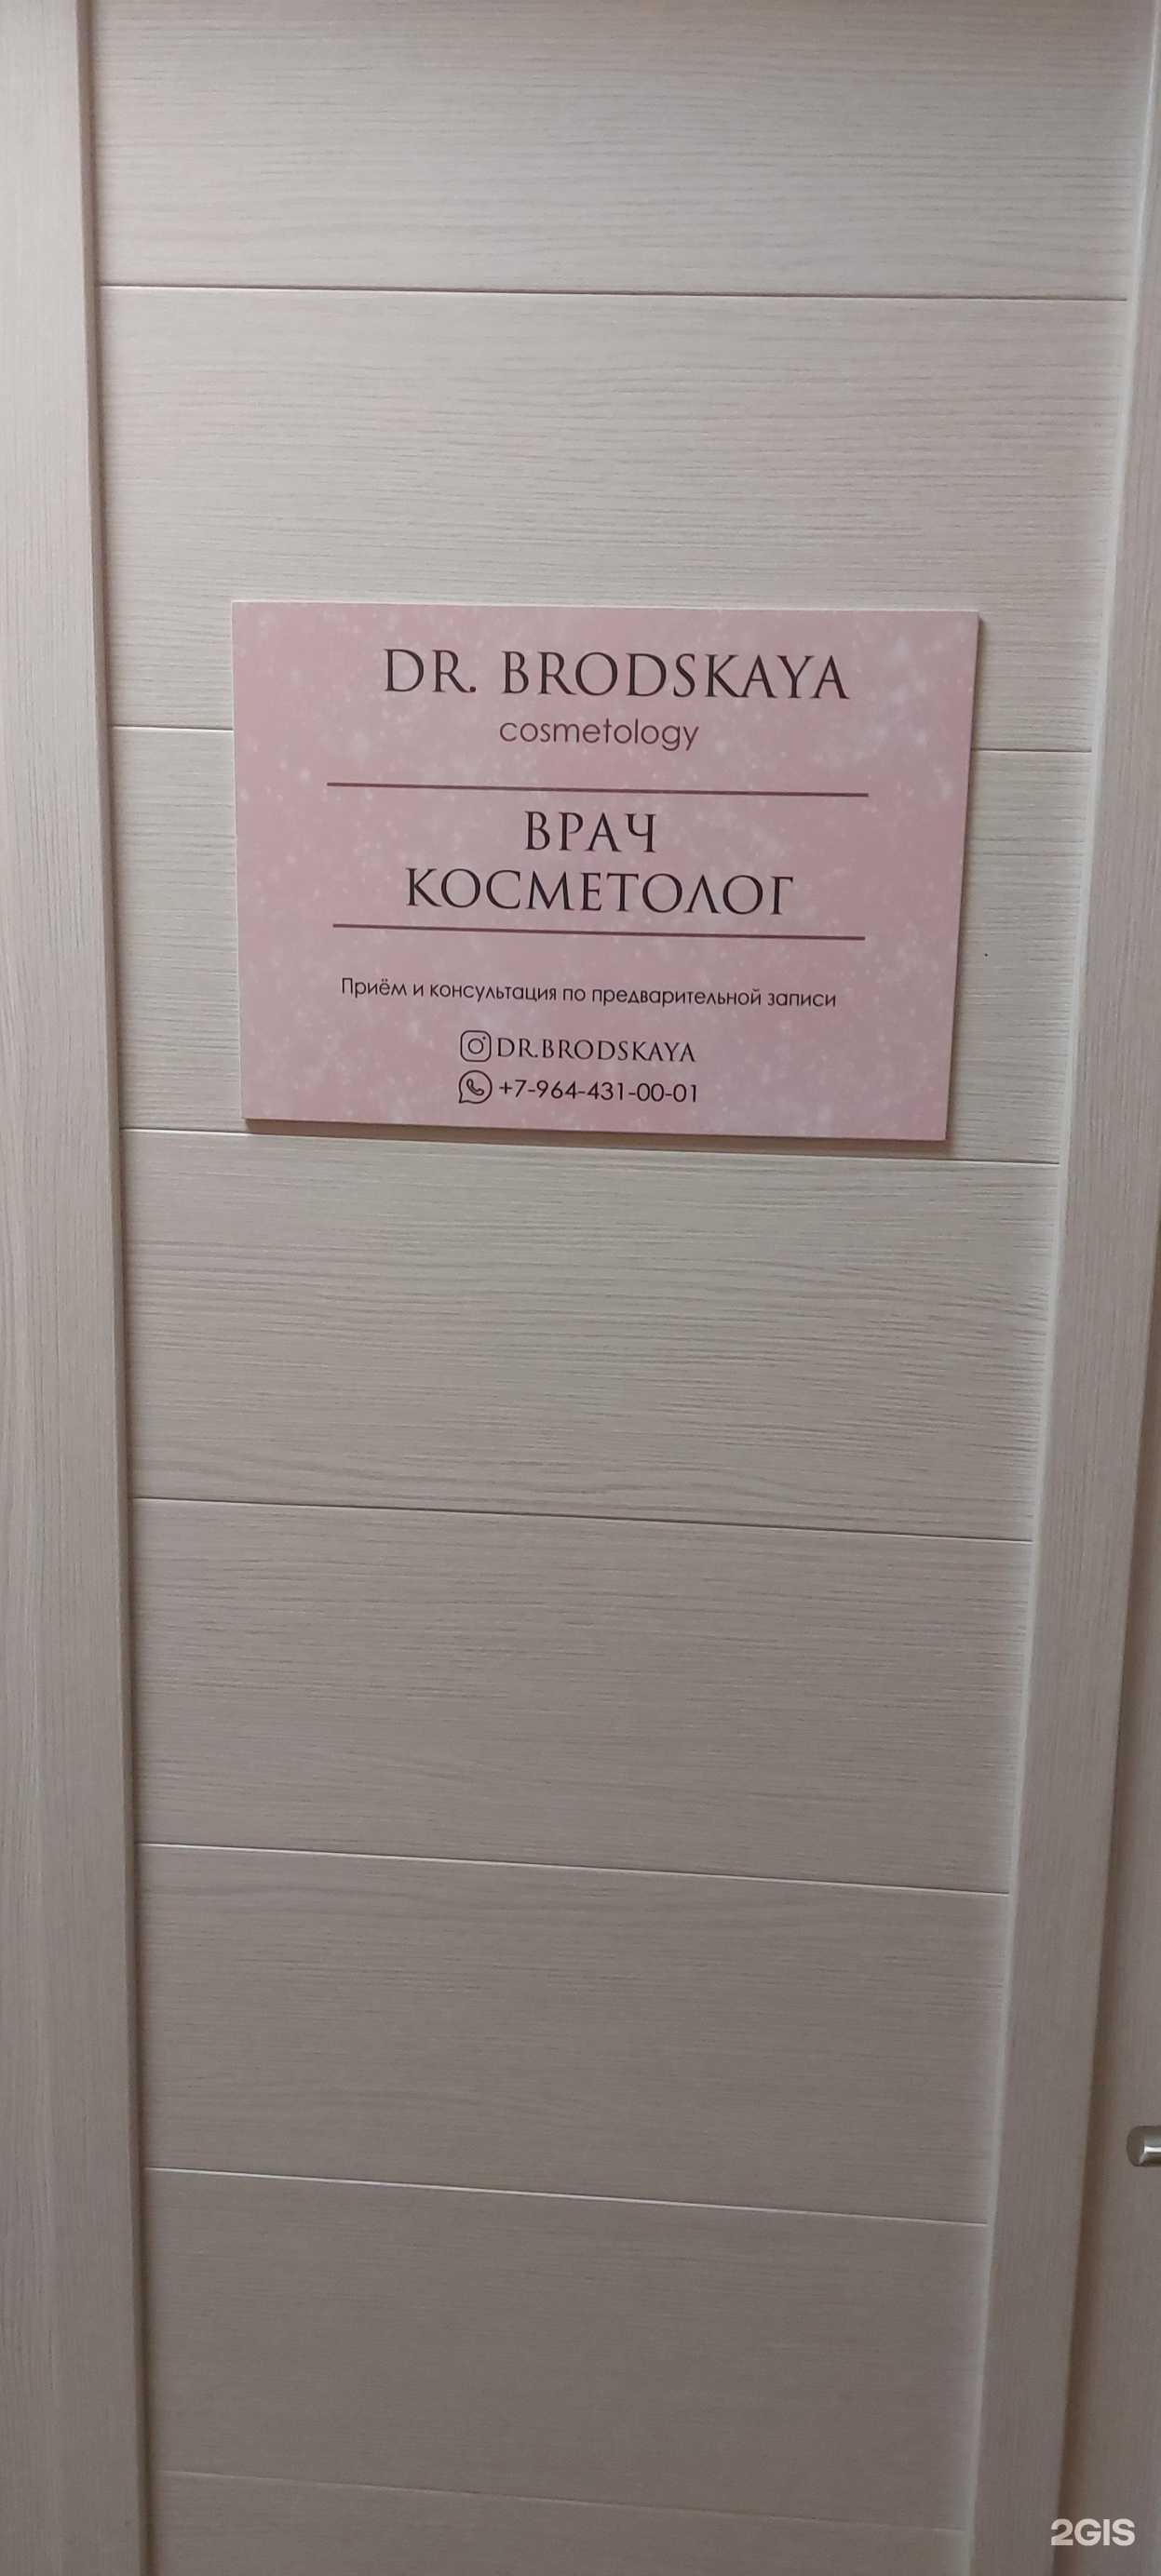 DR. BRODSKAYA
cosmetology
ВРАЧ
КОСМЕТОЛОГ
Приём и консультация по предварительной записи
DR.BRODSKAYA
+7-964-431-00-01
2GIS